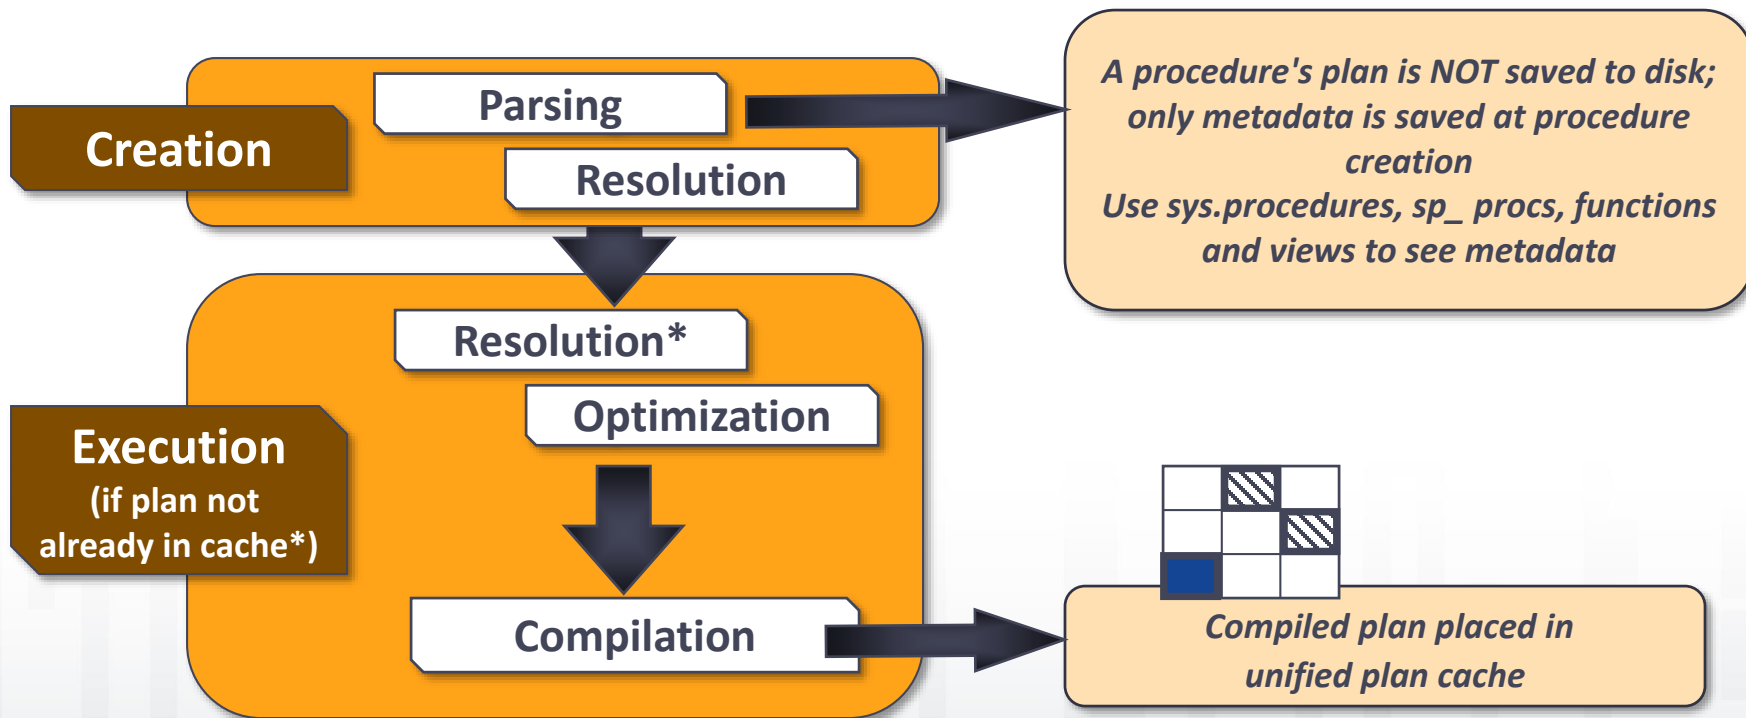 Creation
Parsing
Resolution
A procedure's plan is NOT saved to disk;
only metadata is saved at procedure
creation
Use sys.procedures, sp_ procs, functions
and views to see metadata
Execution
(if plan not
already in cache*)
Resolution*
Optimization
Compilation
Compiled plan placed in
unified plan cache